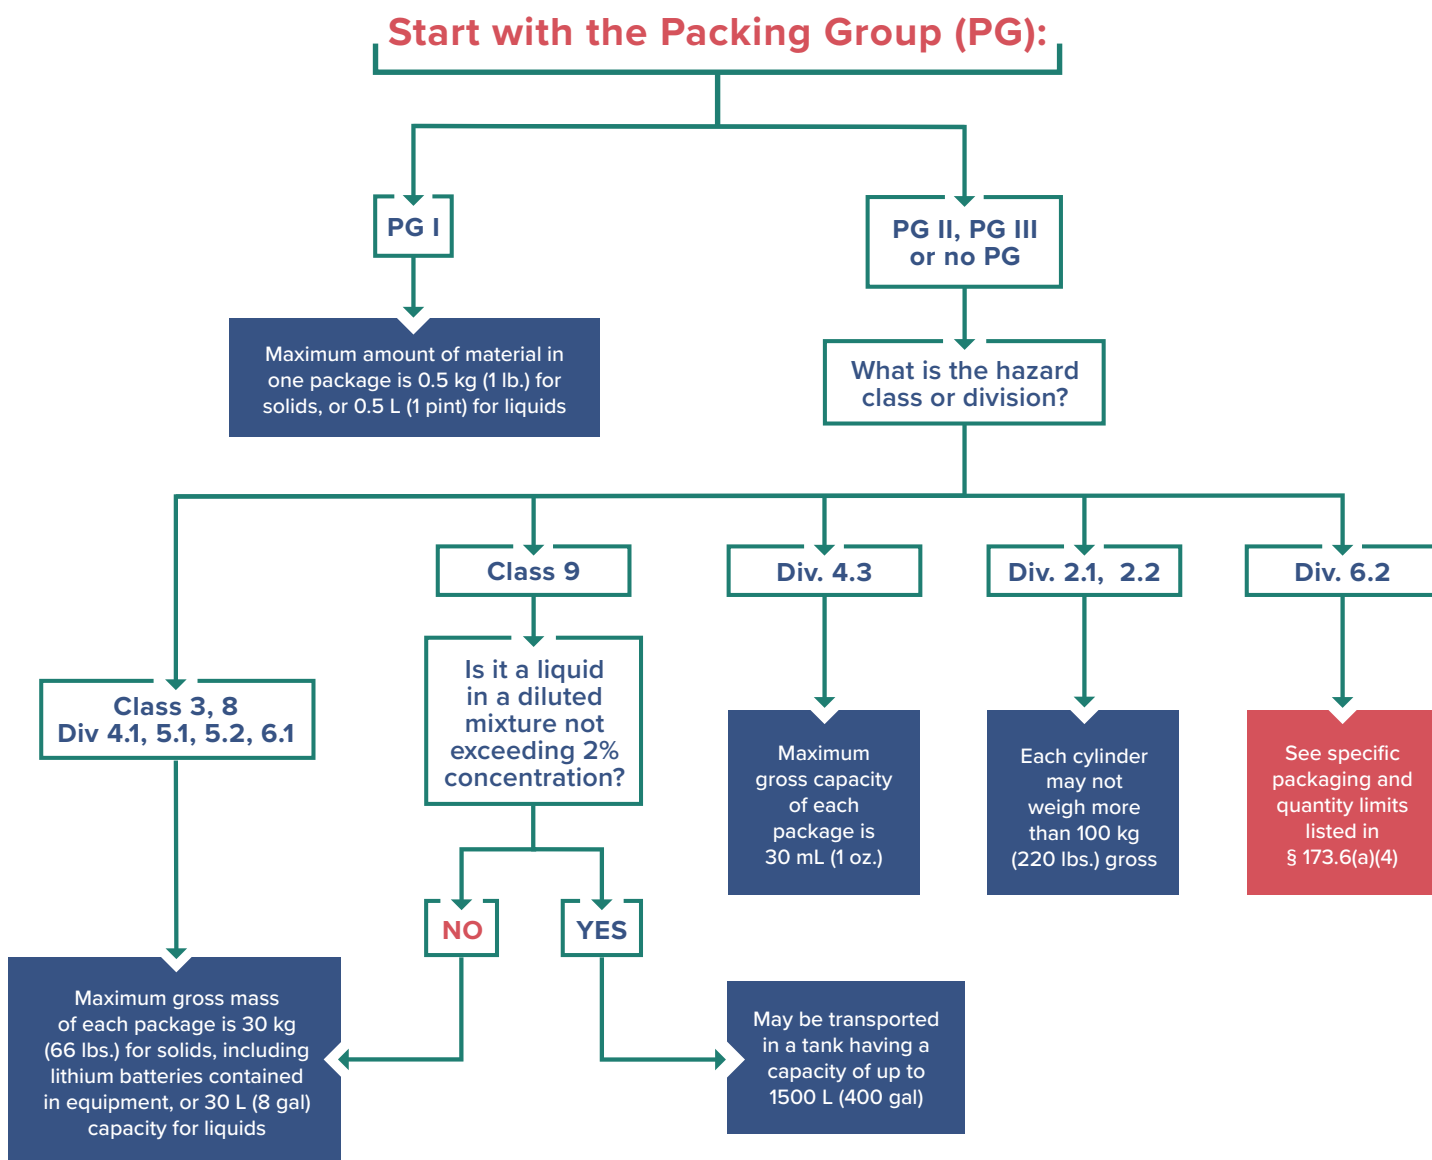 Start with the Packing Group (PG):
PG I
PG II, PG III
or no PG
Maximum amount of material in
one package is 0.5 kg (1 lb.) for
solids, or 0.5 L (1 pint) for liquids
What is the hazard
class or division?
Class 9
Div. 4.3
Div. 2.1, 2.2
Div. 6.2
Is it a liquid
in a diluted
mixture not
exceeding 2%
concentration?
Class 3, 8
Div 4.1, 5.1, 5.2, 6.1
Maximum
gross capacity
of each
package is
30 mL (1 oz.)
Each cylinder
may not
weigh more
than 100 kg
(220 lbs.) gross
See specific
packaging and
quantity limits
listed in
§ 173.6(a)(4)
NO
YES
Maximum gross mass
of each package is 30 kg
(66 lbs.) for solids, including
lithium batteries contained
in equipment, or 30 L (8 gal)
capacity for liquids
May be transported
in a tank having a
capacity of up to
1500 L (400 gal)